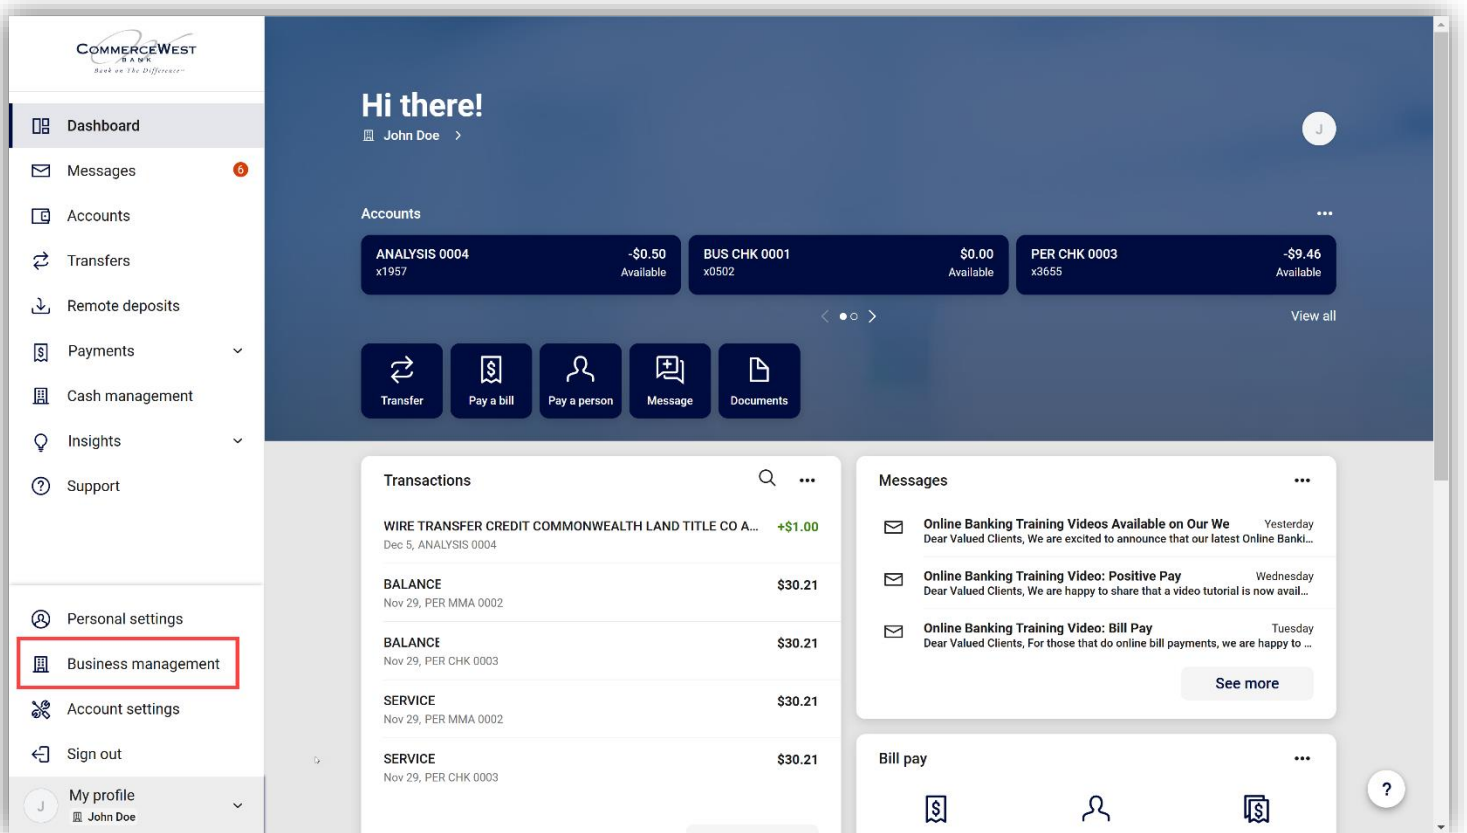 COMMERCEWEST
BANK
Bank on The Difference
Dashboard
Messages 6
Accounts
Transfers
Remote deposits
Payments
Cash management
Insights
Support
Personal settings
Business management
Account settings
Sign out
J
My profile
John Doe
Hi there!
John Doe
J
Accounts
ANALYSIS 0004 -$0.50
x1957 Available
BUS CHK 0001 $0.00
x0502 Available
PER CHK 0003 -$9.46
x3655 Available
View all
Transfer
Pay a bill
Pay a person
Message
Documents
Transactions
WIRE TRANSFER CREDIT COMMONWEALTH LAND TITLE CO A... +$1.00
Dec 5, ANALYSIS 0004
BALANCE $30.21
Nov 29, PER MMA 0002
BALANCE $30.21
Nov 29, PER CHK 0003
SERVICE $30.21
Nov 29, PER MMA 0002
SERVICE $30.21
Nov 29, PER CHK 0003
Messages
Online Banking Training Videos Available on Our We Yesterday
Dear Valued Clients, We are excited to announce that our latest Online Banki...
Online Banking Training Video: Positive Pay Wednesday
Dear Valued Clients, We are happy to share that a video tutorial is now avail...
Online Banking Training Video: Bill Pay Tuesday
Dear Valued Clients, For those that do online bill payments, we are happy to ...
See more
Bill pay
?